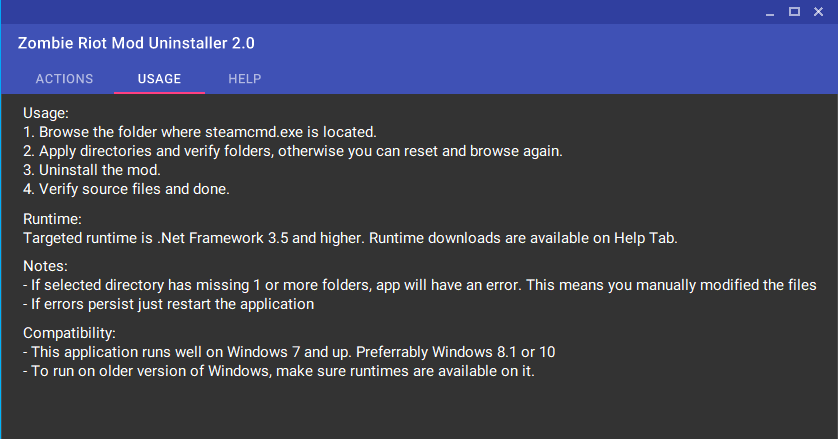 Zombie Riot Mod Uninstaller 2.0
ACTIONS USAGE HELP
Usage:
1. Browse the folder where steamcmd.exe is located.
2. Apply directories and verify folders, otherwise you can reset and browse again.
3. Uninstall the mod.
4. Verify source files and done.
Runtime:
Targeted runtime is .Net Framework 3.5 and higher. Runtime downloads are available on Help Tab.
Notes:
- If selected directory has missing 1 or more folders, app will have an error. This means you manually modified the files
- If errors persist just restart the application
Compatibility:
- This application runs well on Windows 7 and up. Preferrably Windows 8.1 or 10
- To run on older version of Windows, make sure runtimes are available on it.